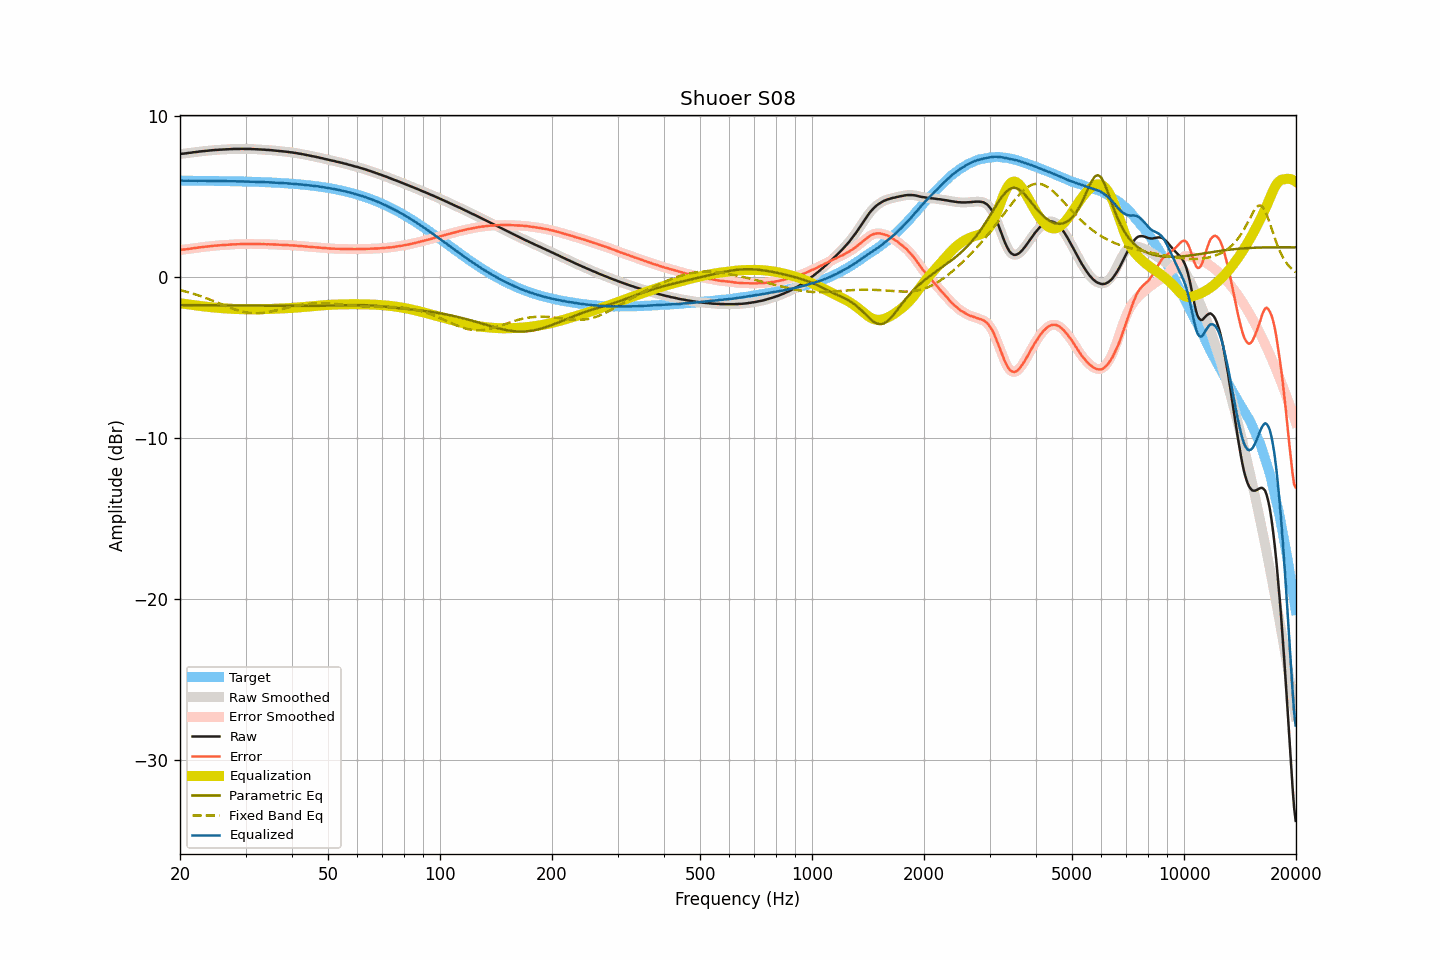 Shuoer S08
10
0
−10
−20
−30
Amplitude (dBr)
Target
Raw Smoothed
Error Smoothed
Raw
Error
Equalization
Parametric Eq
Fixed Band Eq
Equalized
20 50 100 200 500 1000 2000 5000 10000 20000
Frequency (Hz)